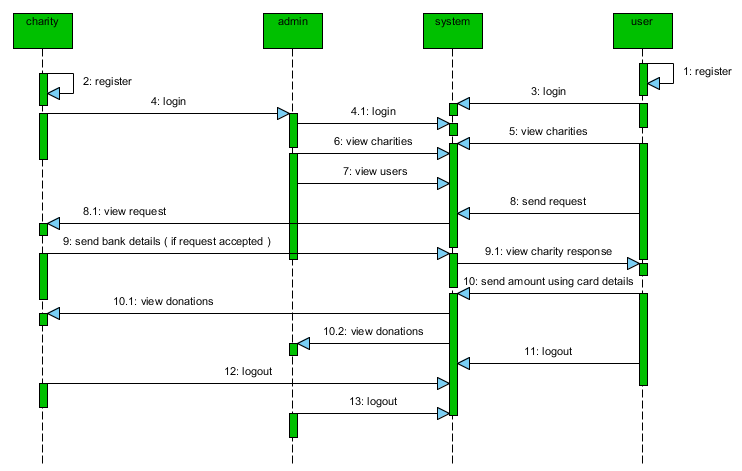 charity
admin
system
user
1: register
2: register
3: login
4: login
4.1: login
5: view charities
6: view charities
7: view users
8: send request
8.1: view request
9: send bank details ( if request accepted )
9.1: view charity response
10: send amount using card details
10.1: view donations
10.2: view donations
11: logout
12: logout
13: logout